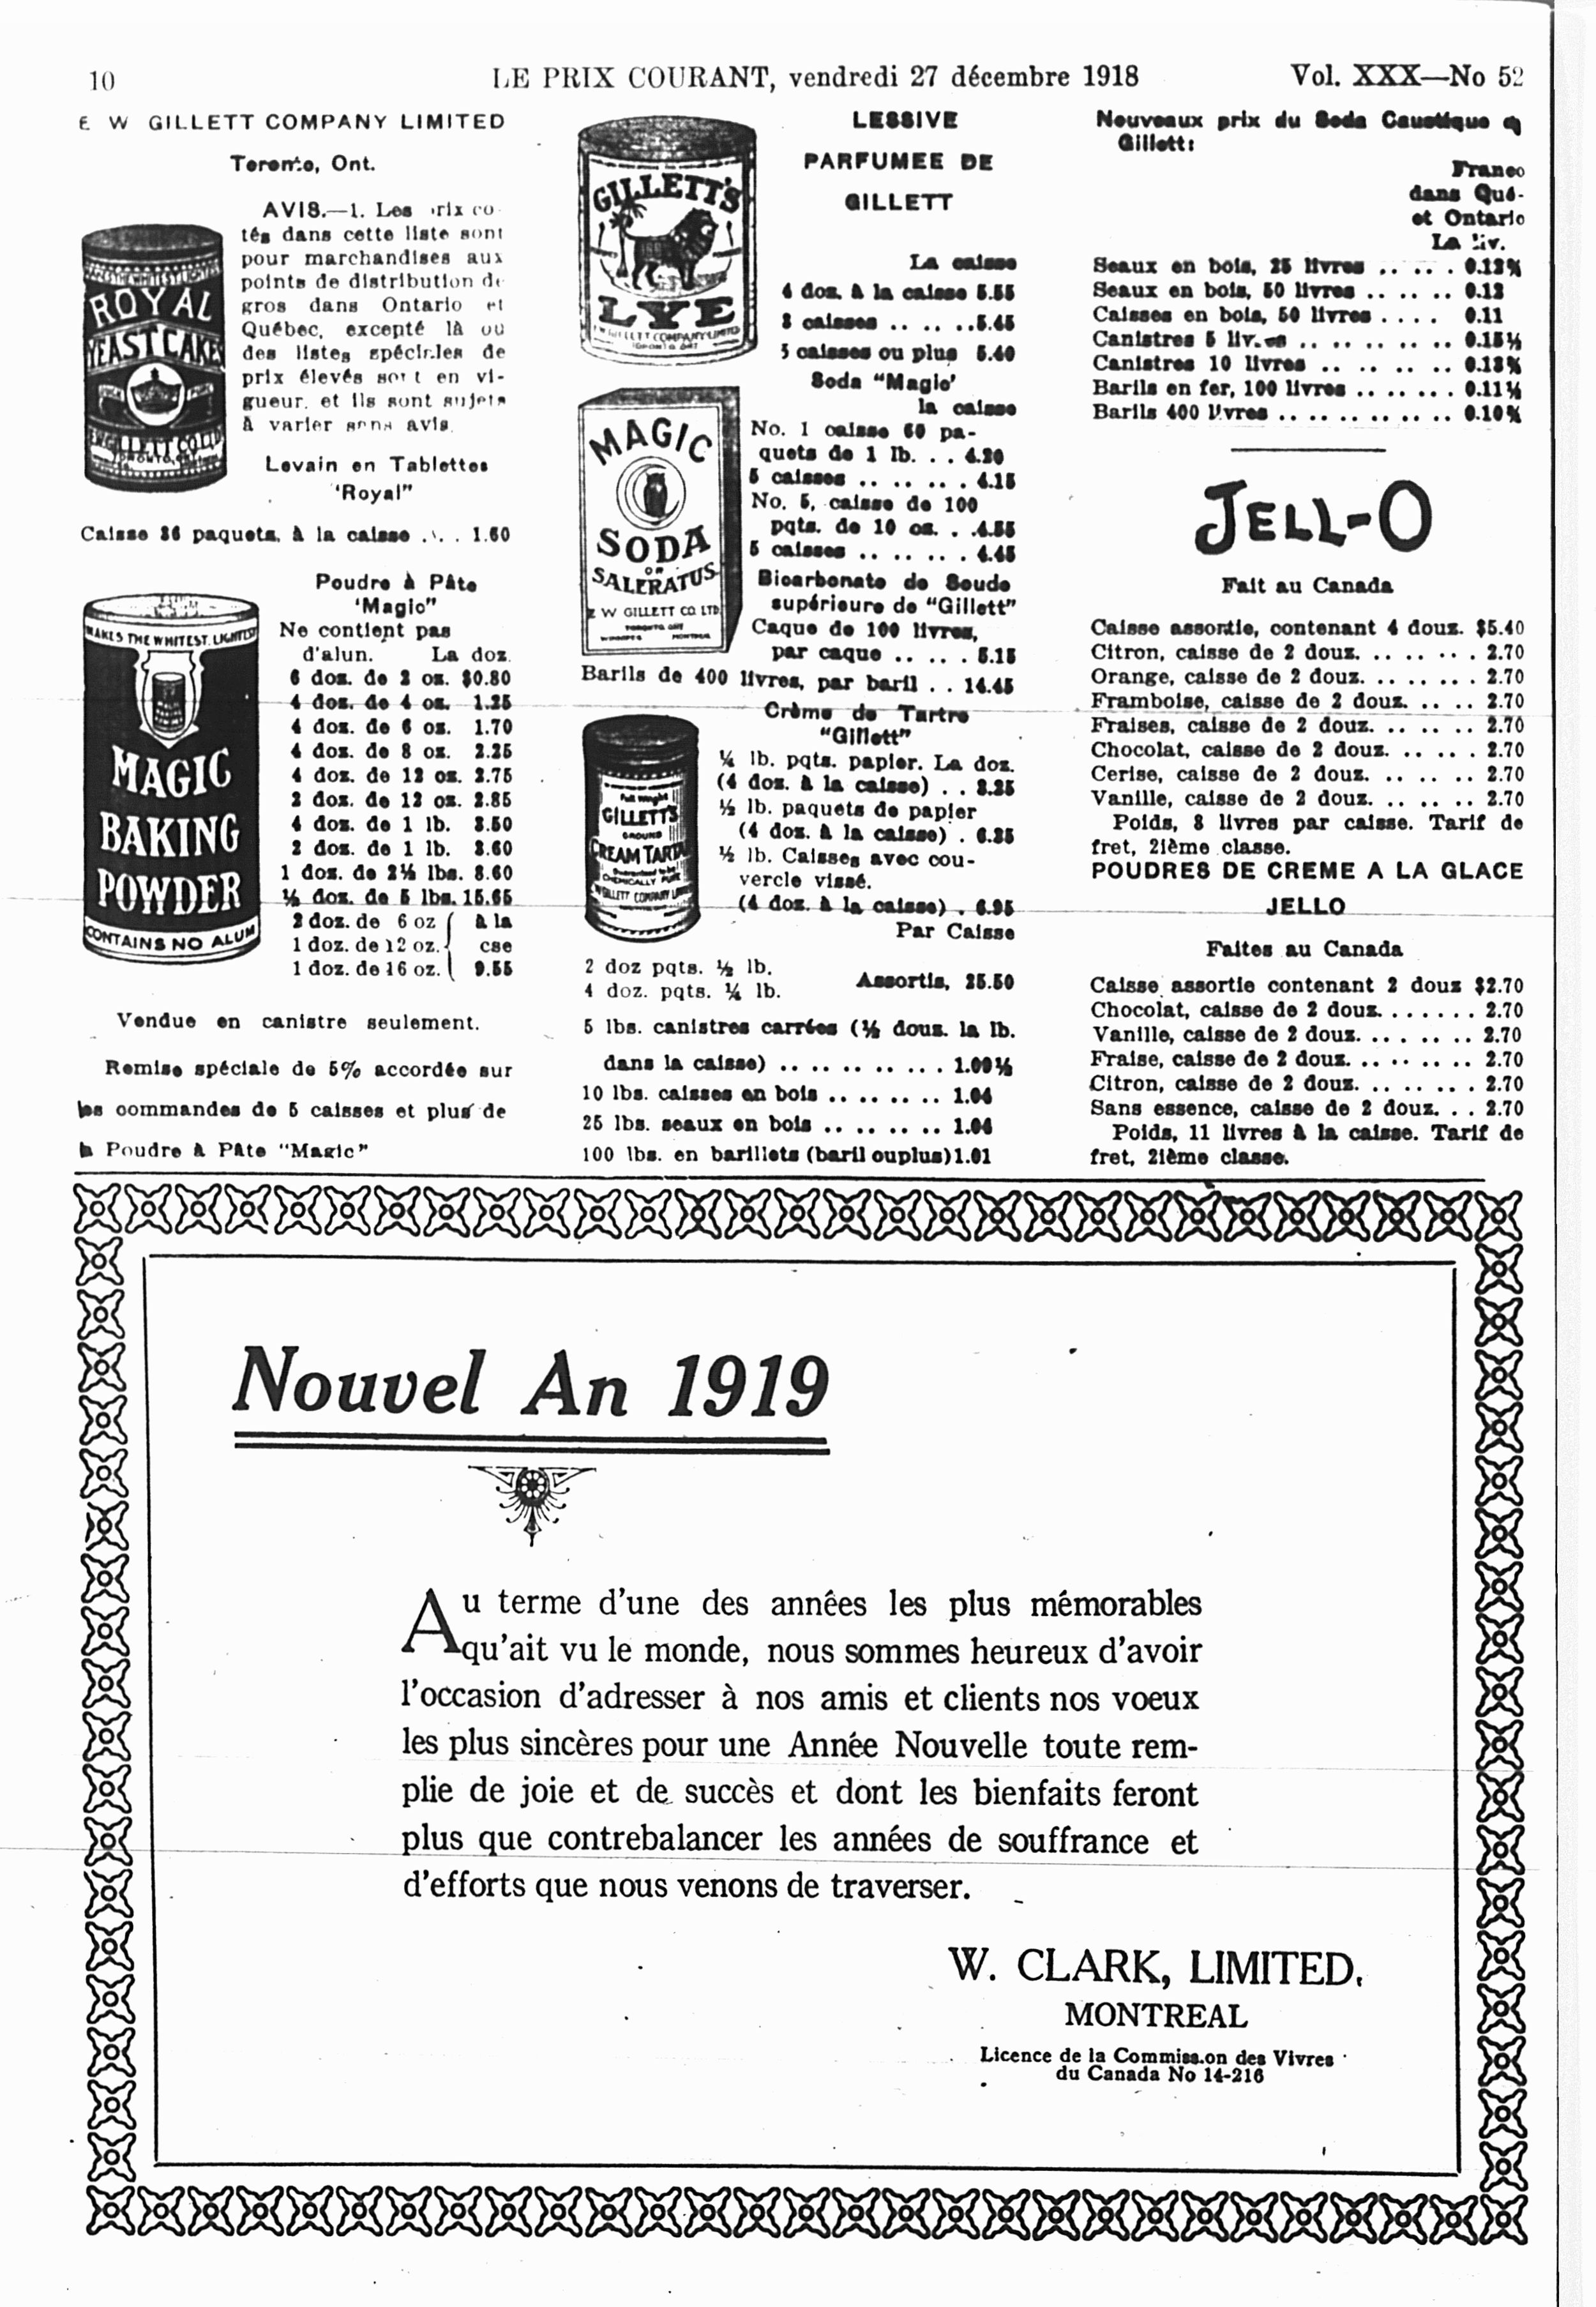 10
LE PRIX COURANT, vendredi 27 décembre 1918
Vol. XXX—No 52
E W GILLETT COMPANY LIMITED
Toronto, Ont.
AVIS.—1. Les prix co-
tés dans cette liste sont
pour marchandises aux
points de distribution de
gros dans Ontario et
Québec, excepté là ou
des listes spéciales de
prix élevés sont en vi-
gueur, et ils sont sujets
à varier sans avis.
ROYAL
YEAST CAKES
E.W. GILLETT CO. LTD.
Levain en Tablettes
'Royal"
Caisse 36 paquets, à la caisse . . . 1.60
MAKES THE WHITEST, LIGHTEST
MAGIC
BAKING
POWDER
CONTAINS NO ALUM
Poudre à Pâte
'Magic"
Ne contient pas
d'alun. La doz.
6 doz. de 2 oz. $0.80
4 doz. de 4 oz. 1.25
4 doz. de 6 oz. 1.70
4 doz. de 8 oz. 2.25
4 doz. de 12 oz. 2.75
2 doz. de 12 oz. 2.85
4 doz. de 1 lb. 3.50
2 doz. de 1 lb. 3.60
1 doz. de 2½ lbs. 8.60
½ doz. de 5 lbs. 15.65
2 doz. de 6 oz à la
1 doz. de 12 oz. cse
1 doz. de 16 oz. 9.55
Vendue en canistre seulement.
Remise spéciale de 5% accordée sur
les commandes de 5 caisses et plus de
la Poudre à Pâte "Magic"
GILLETT'S
LYE
LESSIVE
PARFUMEE DE
GILLETT
La caisse
4 doz. à la caisse 5.55
3 caisses .. .. ..5.45
5 caisses ou plus 5.40
MAGIC
SODA
OR
SALERATUS
E W GILLETT CO. LTD.
TORONTO ONT
WINNIPEG MONTREAL
Soda "Magic'
la caisse
No. 1 caisse 60 pa-
quets de 1 lb. . . 4.20
5 caisses .. .. .. . 4.15
No. 5, caisse de 100
pqts. de 10 oz. . .4.55
5 caisses .. .. .. . 4.45
Bicarbonate de Soude
supérieure de "Gillett"
Caque de 100 livres,
par caque .. .. . 5.15
Barils de 400 livres, par baril . . 14.45
Full Weight
GILLETT'S
GROUND
CREAM TARTAR
CHEMICALLY PURE
Crème de Tartre
"Gillett"
¼ lb. pqts. papier. La doz.
(4 doz. à la caisse) . . 3.25
½ lb. paquets de papier
(4 doz. à la caisse) . 6.35
½ lb. Caisses avec cou-
vercle vissé.
(4 doz. à la caisse) . 6.95
Par Caisse
2 doz pqts. ½ lb.
4 doz. pqts. ¼ lb.
Assortis, 25.50
5 lbs. canistres carrées (½ douz. la lb.
dans la caisse) .. .. .. .. .. . 1.00½
10 lbs. caisses en bois .. .. .. .. 1.04
25 lbs. seaux en bois .. .. .. .. 1.04
100 lbs. en barillets (baril ou plus) 1.01
Nouveaux prix du Soda Caustique de
Gillett:
Franco
dans Qué-
et Ontario
La liv.
Seaux en bois, 25 livres .. .. . 0.12¾
Seaux en bois, 50 livres .. .. .. 0.12
Caisses en bois, 50 livres . . . . 0.11
Canistres 5 livres .. .. .. .. .. 0.15½
Canistres 10 livres .. .. .. .. 0.13¾
Barils en fer, 100 livres .. .. .. . 0.11½
Barils 400 livres .. .. .. .. .. .. 0.10¾
JELL-O
Fait au Canada
Caisse assortie, contenant 4 douz. $5.40
Citron, caisse de 2 douz. .. .. .. . 2.70
Orange, caisse de 2 douz. .. .. .. . 2.70
Framboise, caisse de 2 douz. .. .. 2.70
Fraises, caisse de 2 douz. .. .. .. 2.70
Chocolat, caisse de 2 douz. .. .. . 2.70
Cerise, caisse de 2 douz. .. .. .. 2.70
Vanille, caisse de 2 douz. .. .. .. 2.70
Poids, 8 livres par caisse. Tarif de
fret, 2ième classe.
POUDRES DE CREME A LA GLACE
JELLO
Faites au Canada
Caisse assortie contenant 2 douz $2.70
Chocolat, caisse de 2 douz. . . . . . . 2.70
Vanille, caisse de 2 douz. .. .. .. . 2.70
Fraise, caisse de 2 douz. .. .. .. .. 2.70
Citron, caisse de 2 douz. .. .. .. . 2.70
Sans essence, caisse de 2 douz. . . 2.70
Poids, 11 livres à la caisse. Tarif de
fret, 2ième classe.
Nouvel An 1919
Au terme d'une des années les plus mémorables
qu'ait vu le monde, nous sommes heureux d'avoir
l'occasion d'adresser à nos amis et clients nos voeux
les plus sincères pour une Année Nouvelle toute rem-
plie de joie et de succès et dont les bienfaits feront
plus que contrebalancer les années de souffrance et
d'efforts que nous venons de traverser.
W. CLARK, LIMITED,
MONTREAL
Licence de la Commission des Vivres
du Canada No 14-216